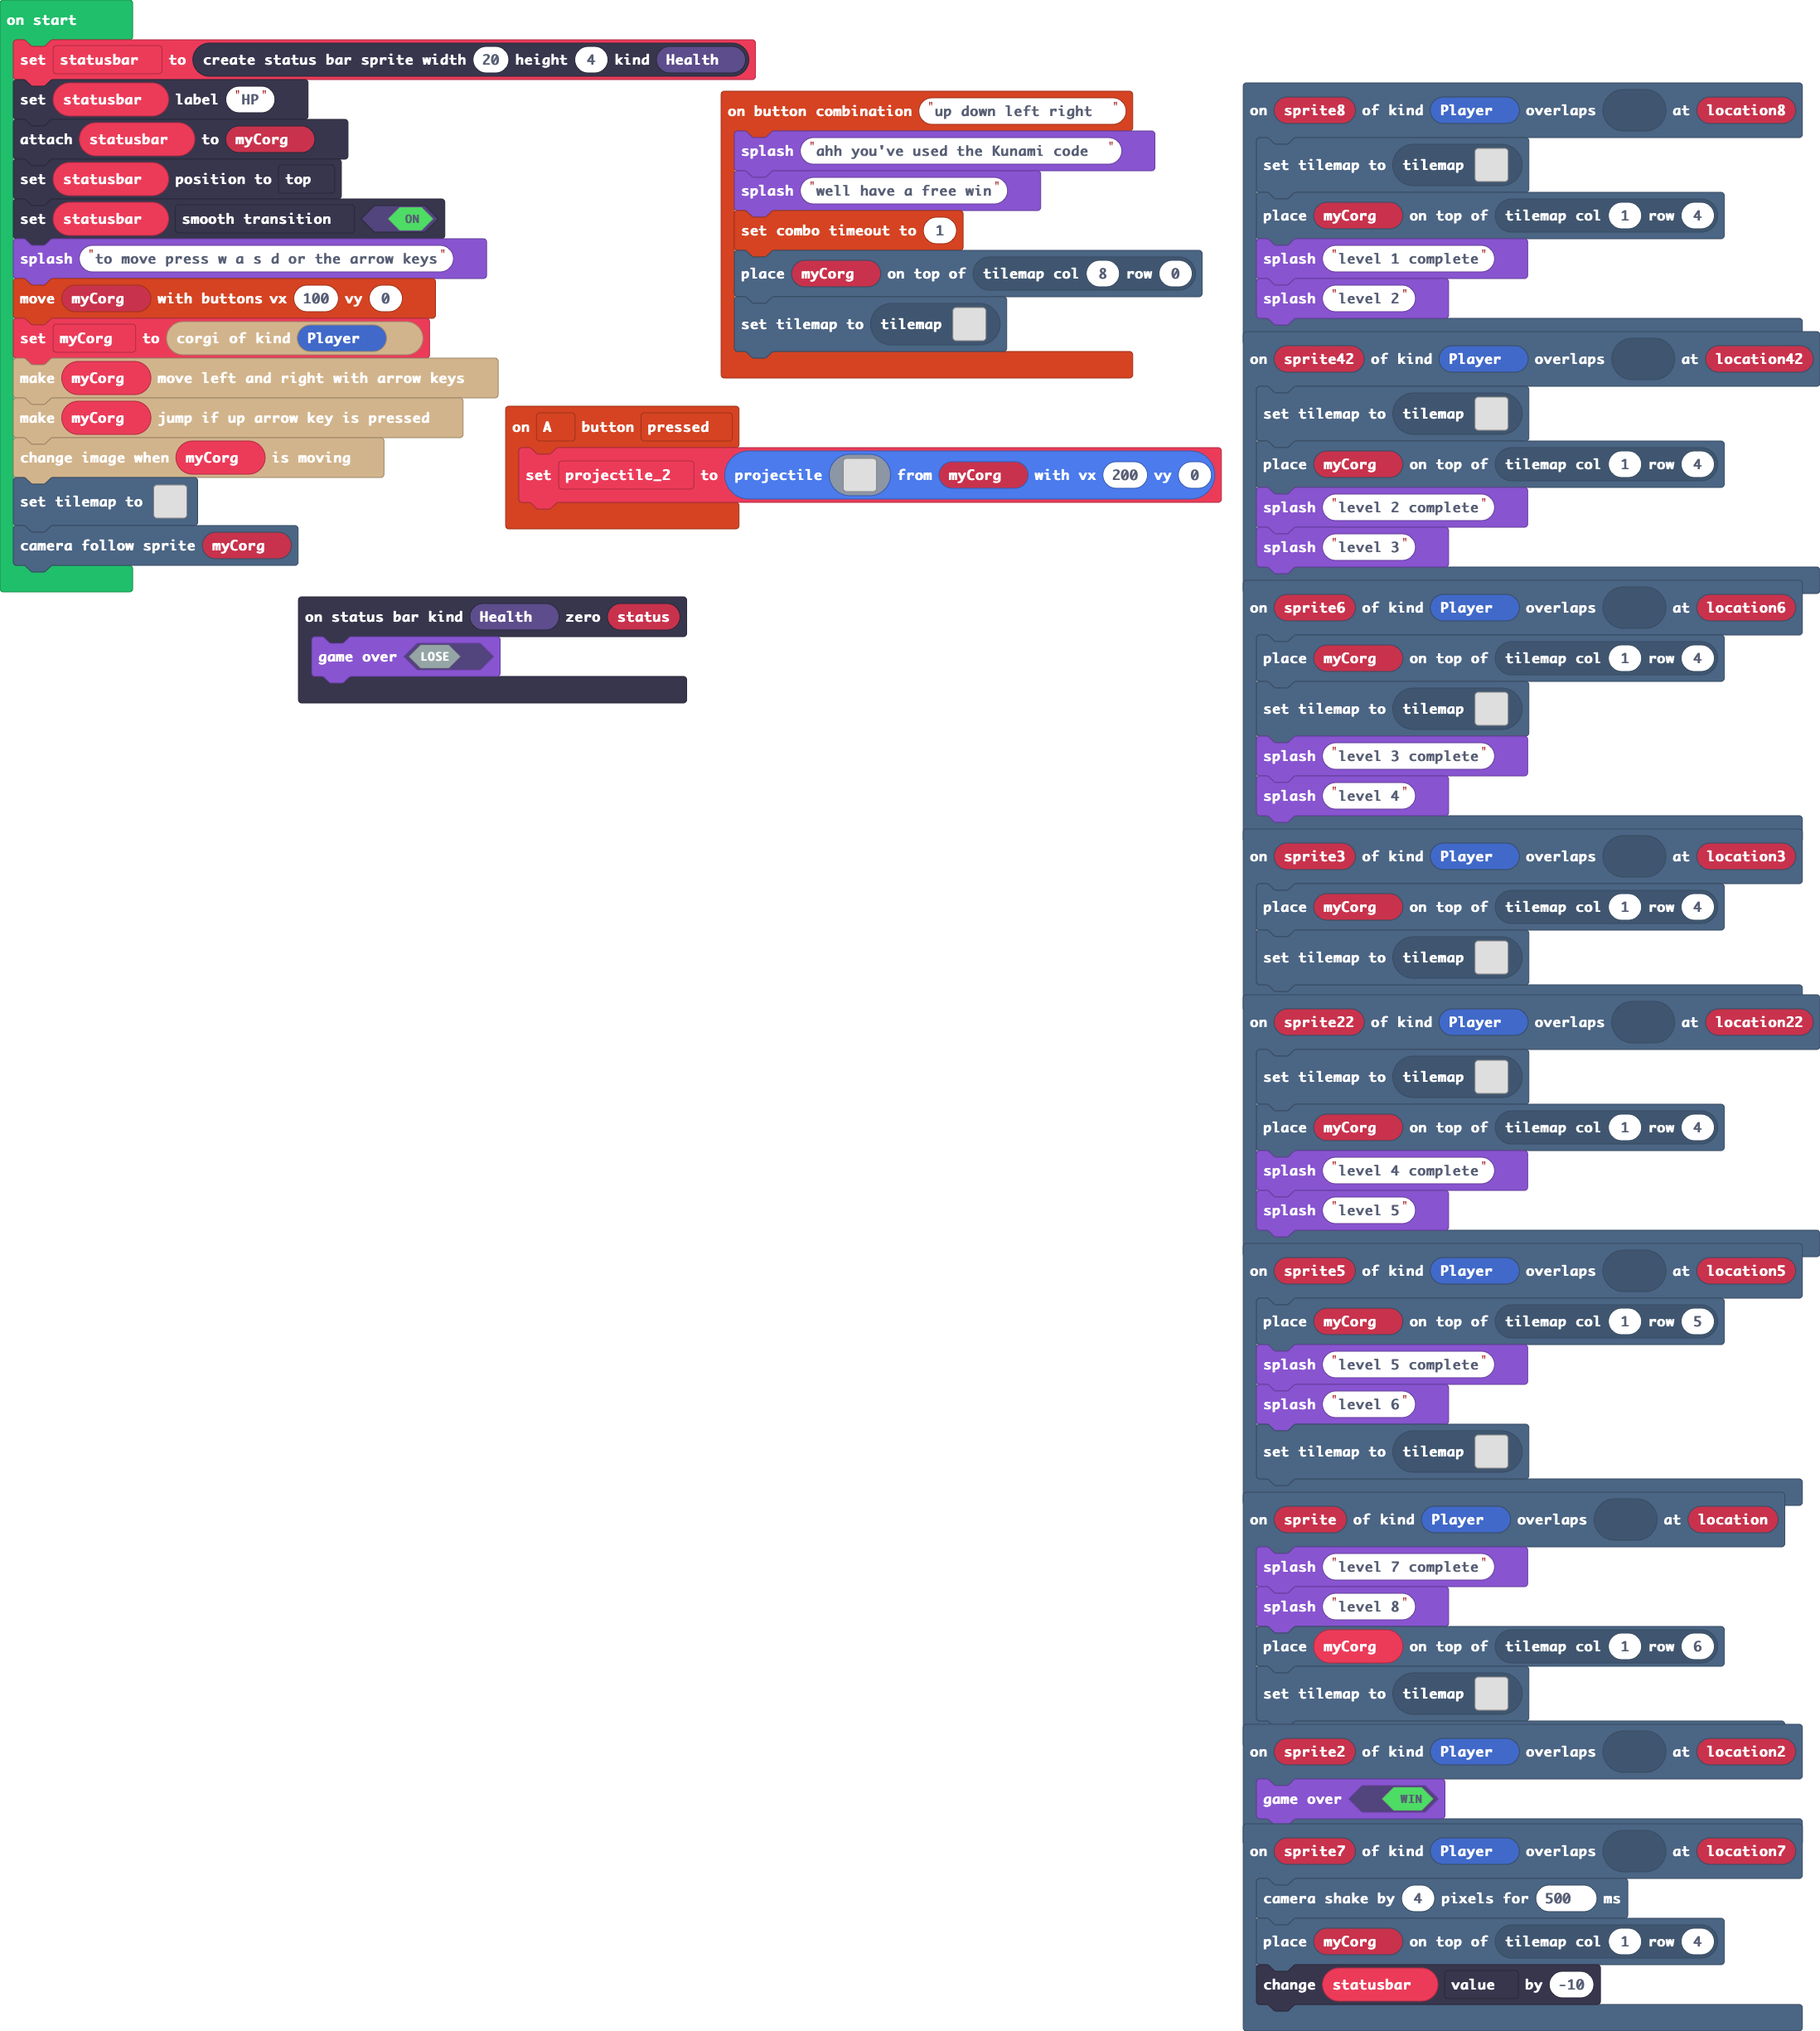 on start
set statusbar to create status bar sprite width 20 height 4 kind Health
set statusbar label "HP"
attach statusbar to myCorg
set statusbar position to top
set statusbar smooth transition ON
splash "to move press w a s d or the arrow keys"
move myCorg with buttons vx 100 vy 0
set myCorg to corgi of kind Player
make myCorg move left and right with arrow keys
make myCorg jump if up arrow key is pressed
change image when myCorg is moving
set tilemap to
camera follow sprite myCorg
on button combination "up down left right "
splash "ahh you've used the Kunami code "
splash "well have a free win"
set combo timeout to 1
place myCorg on top of tilemap col 8 row 0
set tilemap to tilemap
on A button pressed
set projectile_2 to projectile from myCorg with vx 200 vy 0
on status bar kind Health zero status
game over LOSE
on sprite8 of kind Player overlaps at location8
set tilemap to tilemap
place myCorg on top of tilemap col 1 row 4
splash "level 1 complete"
splash "level 2"
on sprite42 of kind Player overlaps at location42
set tilemap to tilemap
place myCorg on top of tilemap col 1 row 4
splash "level 2 complete"
splash "level 3"
on sprite6 of kind Player overlaps at location6
place myCorg on top of tilemap col 1 row 4
set tilemap to tilemap
splash "level 3 complete"
splash "level 4"
on sprite3 of kind Player overlaps at location3
place myCorg on top of tilemap col 1 row 4
set tilemap to tilemap
on sprite22 of kind Player overlaps at location22
set tilemap to tilemap
place myCorg on top of tilemap col 1 row 4
splash "level 4 complete"
splash "level 5"
on sprite5 of kind Player overlaps at location5
place myCorg on top of tilemap col 1 row 5
splash "level 5 complete"
splash "level 6"
set tilemap to tilemap
on sprite of kind Player overlaps at location
splash "level 7 complete"
splash "level 8"
place myCorg on top of tilemap col 1 row 6
set tilemap to tilemap
on sprite2 of kind Player overlaps at location2
game over WIN
on sprite7 of kind Player overlaps at location7
camera shake by 4 pixels for 500 ms
place myCorg on top of tilemap col 1 row 4
change statusbar value by -10